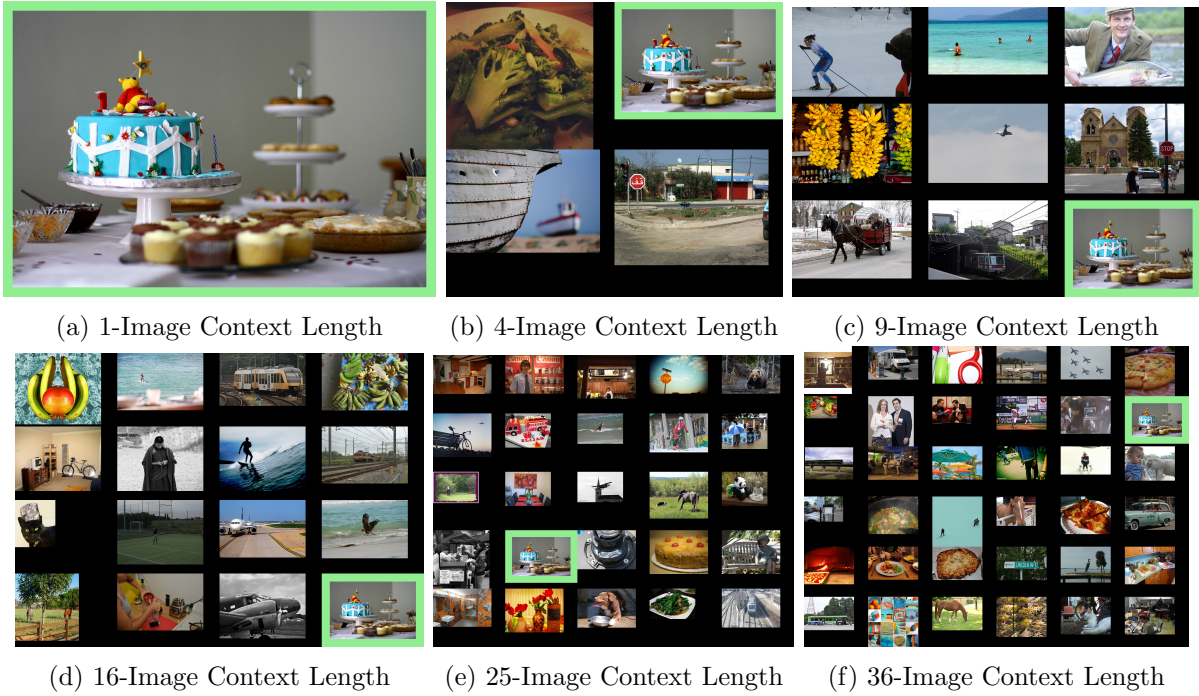 (a) 1-Image Context Length
(b) 4-Image Context Length
STOP
(c) 9-Image Context Length
(d) 16-Image Context Length
(e) 25-Image Context Length
(f) 36-Image Context Length